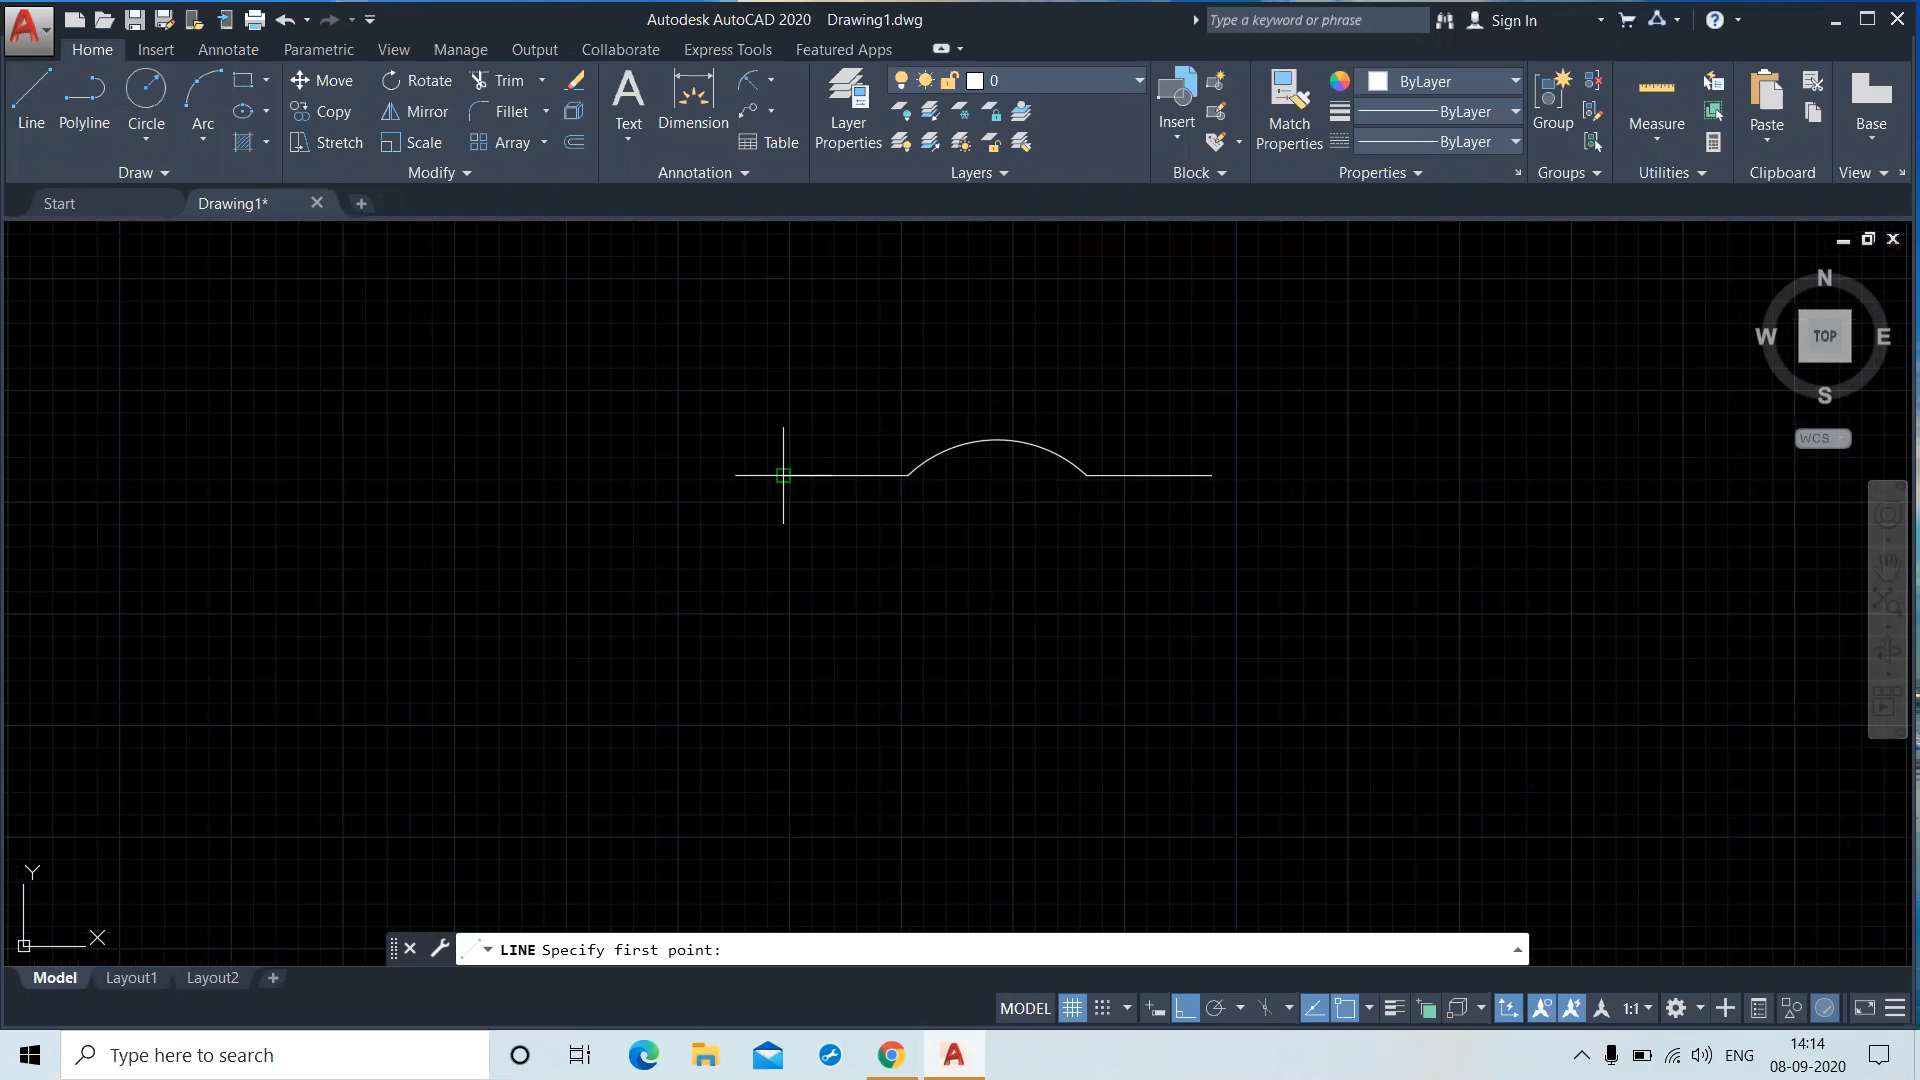 Autodesk AutoCAD 2020 Drawing1.dwg
Type a keyword or phrase
Sign In
Home Insert Annotate Parametric View Manage Output Collaborate Express Tools Featured Apps
Line
Polyline
Circle
Arc
Draw
Move
Rotate
Trim
Copy
Mirror
Fillet
Stretch
Scale
Array
Modify
Text
Dimension
Table
Annotation
Layer
Properties
0
Layers
Insert
Block
Match
Properties
ByLayer
ByLayer
ByLayer
Properties
Group
Groups
Measure
Utilities
Paste
Clipboard
Base
View
Start
Drawing1*
N
W
TOP
E
S
WCS
Y
X
LINE Specify first point:
Model Layout1 Layout2
MODEL
1:1
Type here to search
ENG
14:14
08-09-2020